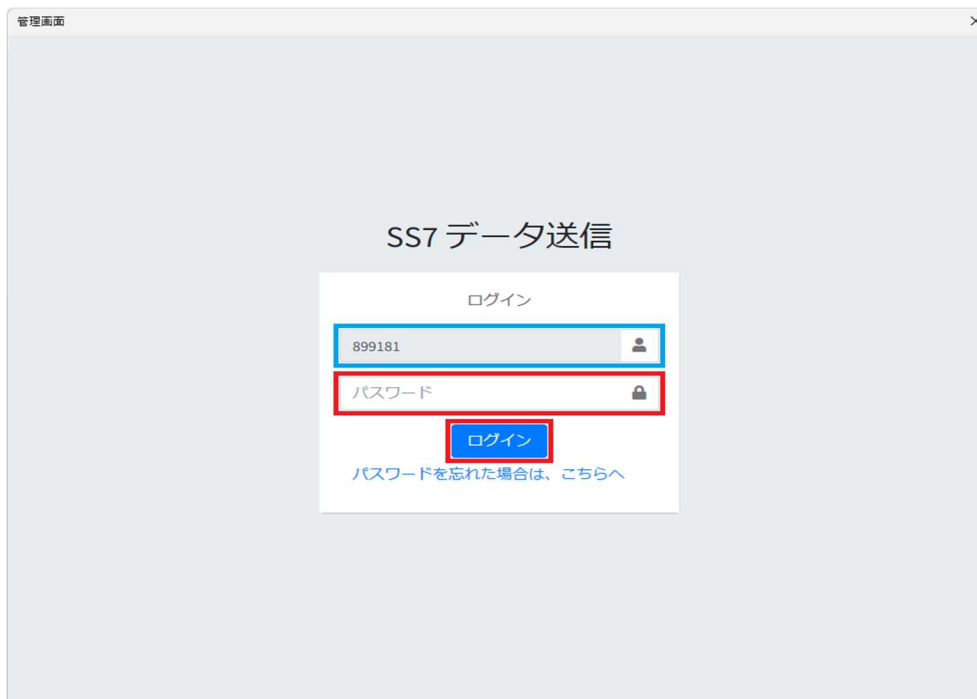 管理画面
SS7 データ送信
ログイン
899181
パスワード
ログイン
パスワードを忘れた場合は、こちらへ